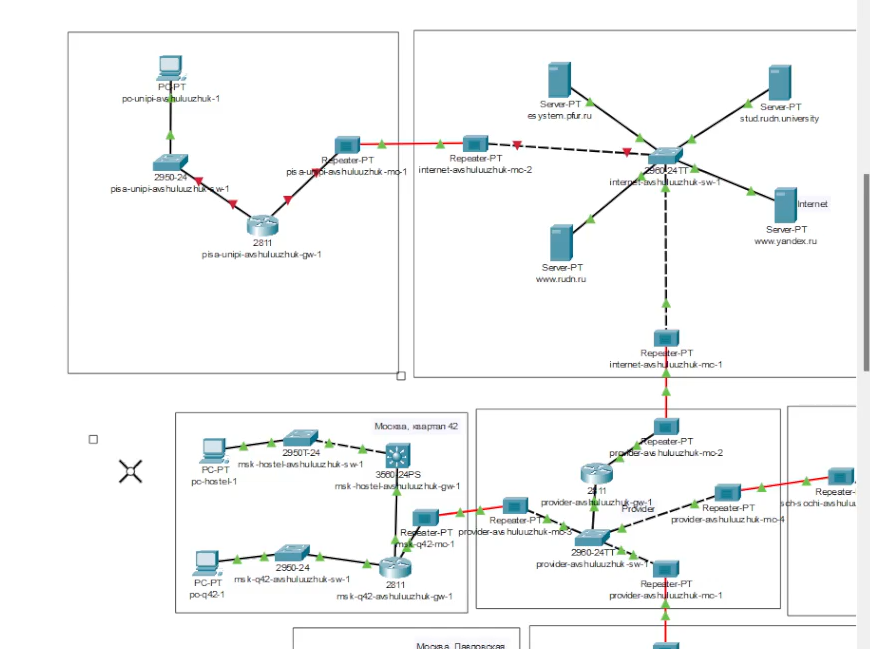 PC-PT
pc-unipi-avshuluuzhuk-1
2950-24
pisa-unipi-avshuluuzhuk-sw-1
Repeater-PT
pisa-unipi-avshuluuzhuk-mc-1
2811
pisa-unipi-avshuluuzhuk-gw-1
Server-PT
esystem.pfur.ru
Server-PT
stud.rudn.university
Repeater-PT
internet-avshuluuzhuk-mc-2
2960-24TT
internet-avshuluuzhuk-sw-1
Internet
Server-PT
www.yandex.ru
Server-PT
www.rudn.ru
Repeater-PT
internet-avshuluuzhuk-mc-1
Москва, квартал 42
PC-PT
pc-hostel-1
2950T-24
msk-hostel-avshuluuzhuk-sw-1
3560-24PS
msk-hostel-avshuluuzhuk-gw-1
Repeater-PT
msk-q42-mc-1
PC-PT
pc-q42-1
2960-24
msk-q42-avshuluuzhuk-sw-1
2811
msk-q42-avshuluuzhuk-gw-1
Repeater-PT
provider-avshuluuzhuk-mc-2
2811
provider-avshuluuzhuk-gw-1
Provider
Repeater-PT
provider-avshuluuzhuk-mc-3
Repeater-PT
provider-avshuluuzhuk-mc-4
2960-24TT
provider-avshuluuzhuk-sw-1
Repeater-PT
provider-avshuluuzhuk-mc-1
Repeater-
sch-sochi-avshulu
Москва, Павловская